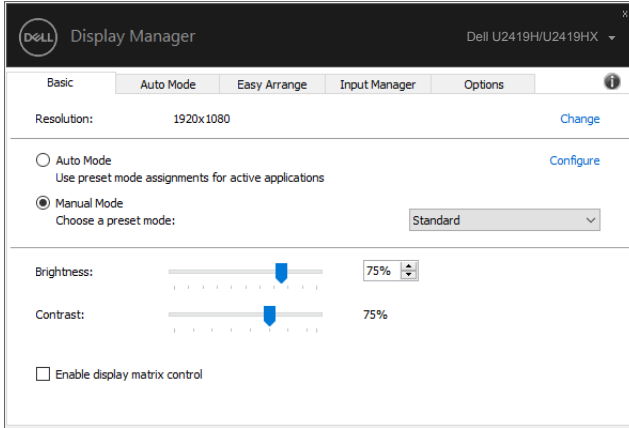 DELL Display Manager Dell U2419H/U2419HX
Basic Auto Mode Easy Arrange Input Manager Options
Resolution: 1920x1080 Change
Auto Mode Configure
Use preset mode assignments for active applications
Manual Mode
Choose a preset mode: Standard
Brightness: 75%
Contrast: 75%
Enable display matrix control